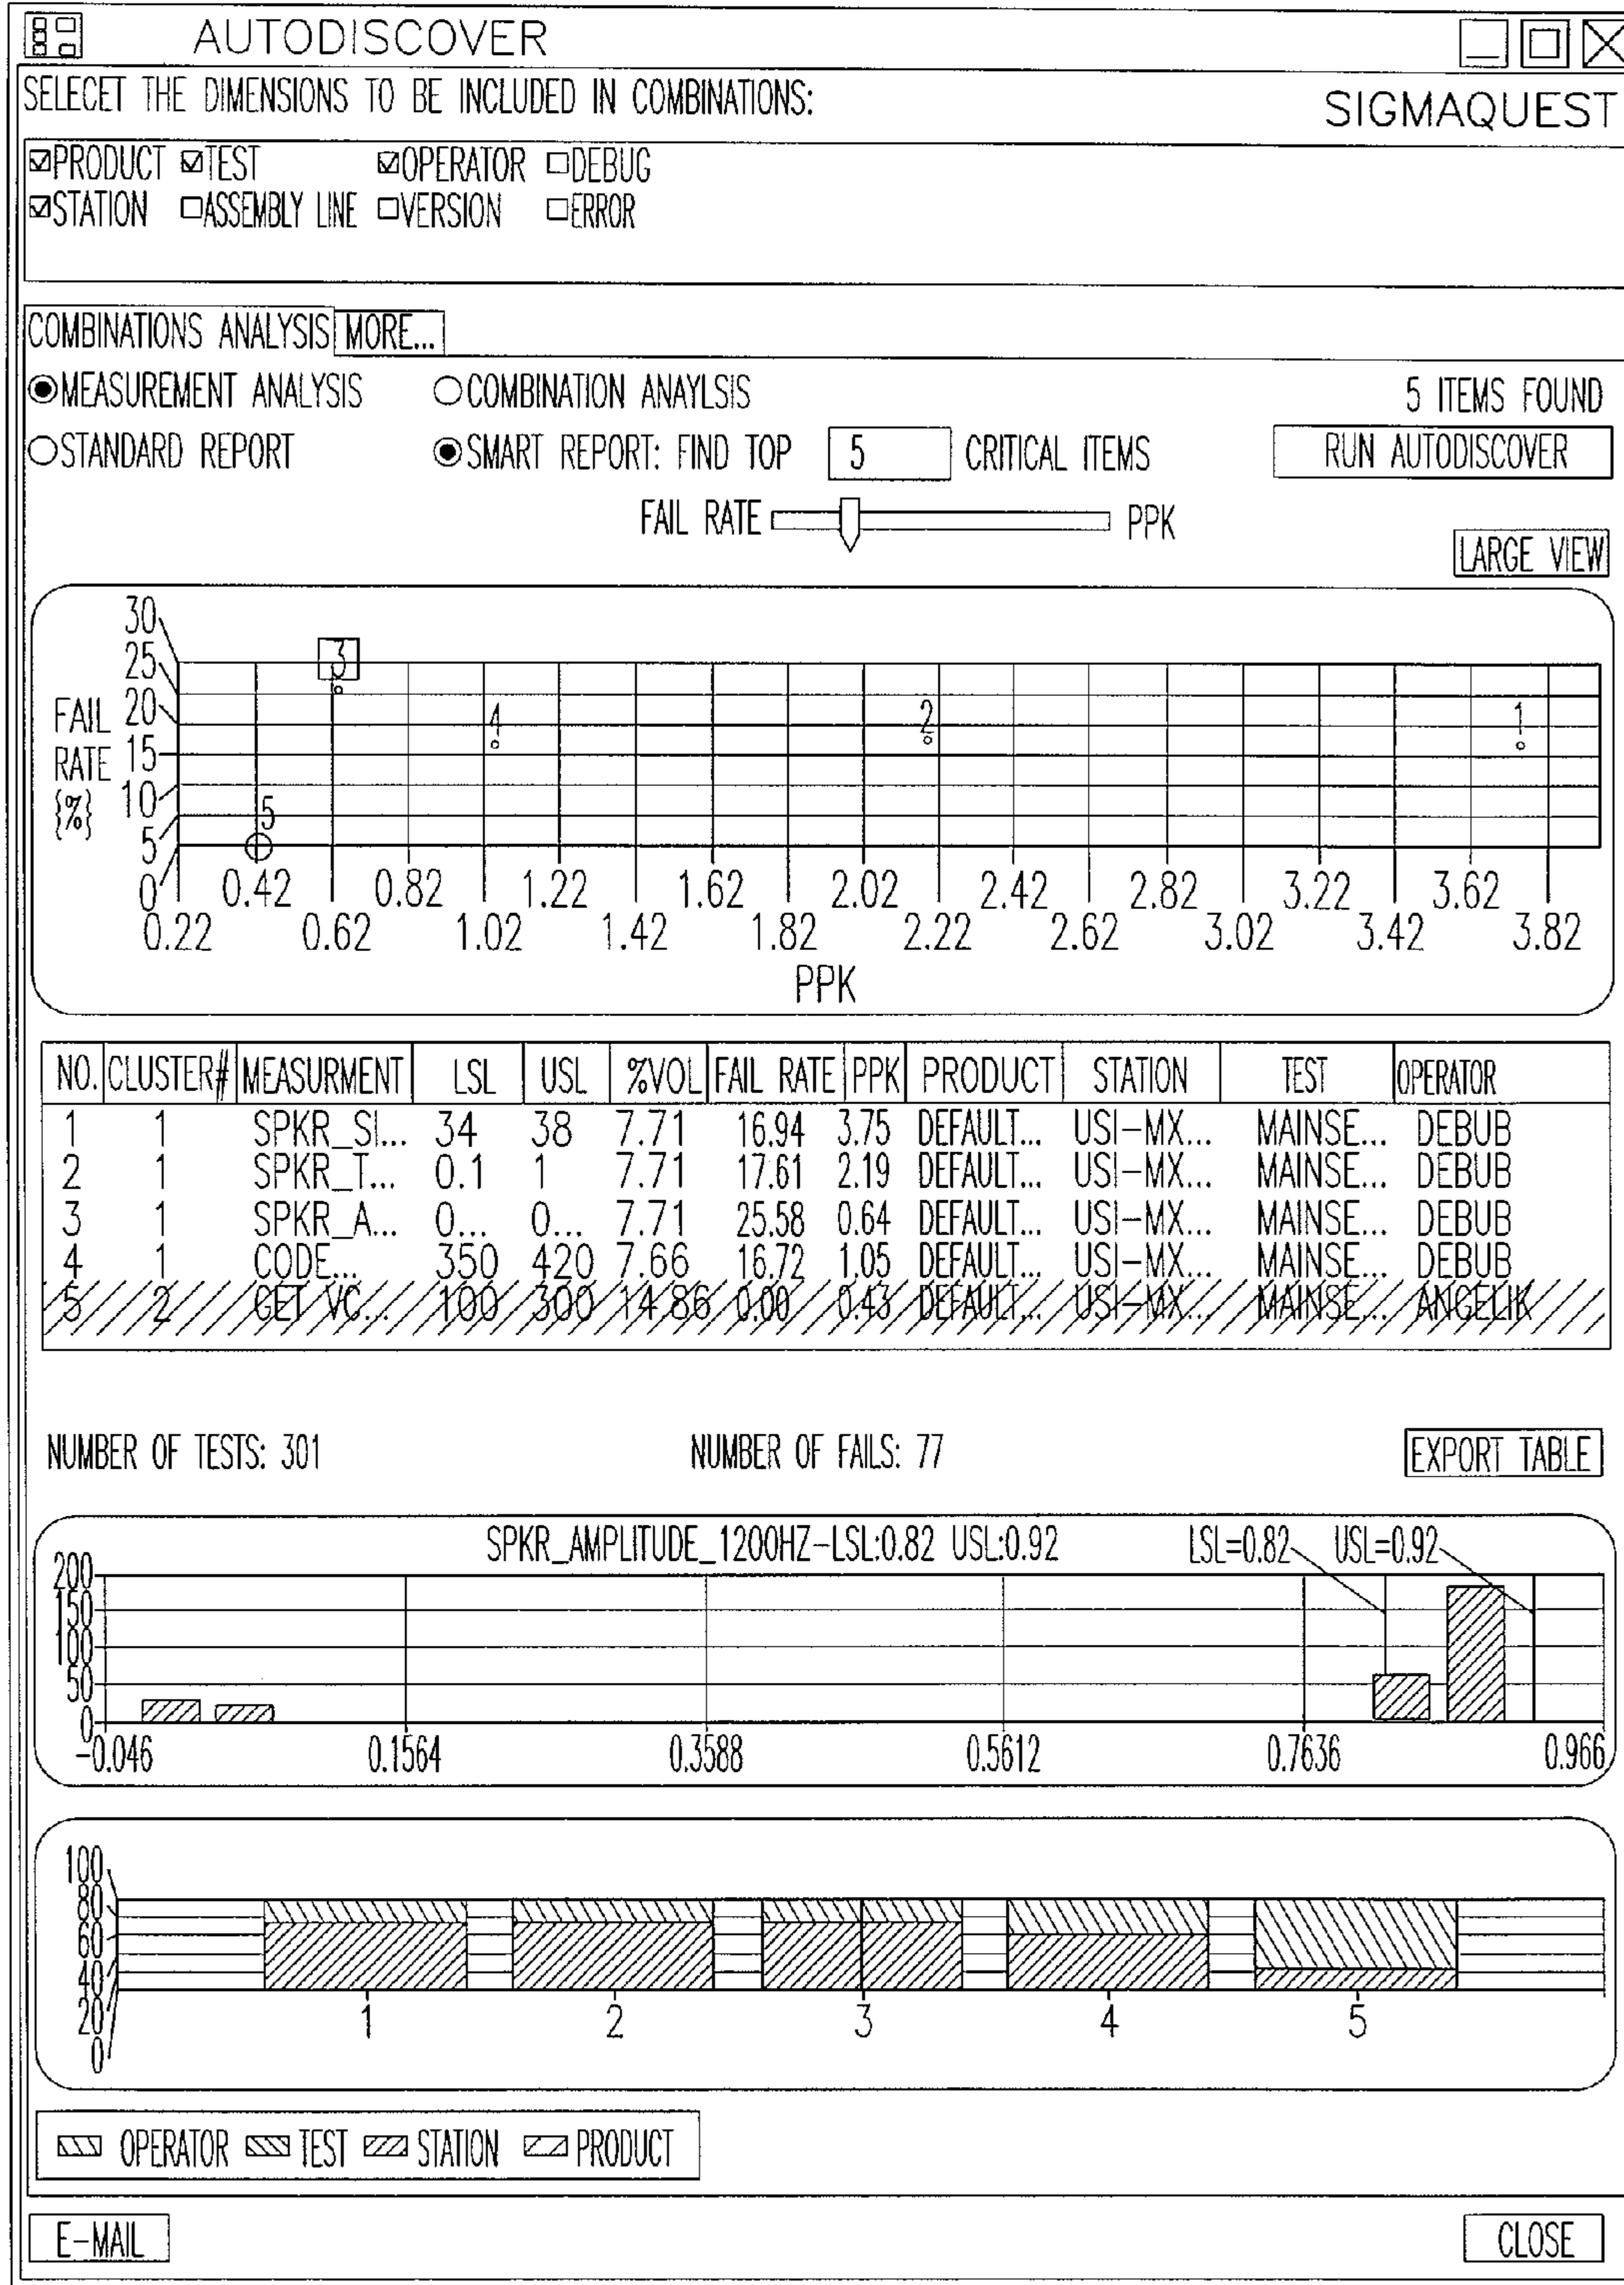 AUTODISCOVER
SELECET THE DIMENSIONS TO BE INCLUDED IN COMBINATIONS:
SIGMAQUEST
PRODUCT TEST OPERATOR DEBUG
STATION ASSEMBLY LINE VERSION ERROR
COMBINATIONS ANALYSIS MORE...
MEASUREMENT ANALYSIS COMBINATION ANAYLSIS 5 ITEMS FOUND
STANDARD REPORT SMART REPORT: FIND TOP 5 CRITICAL ITEMS RUN AUTODISCOVER
FAIL RATE PPK
LARGE VIEW
30
25
20
15
10
5
0
FAIL
RATE
{%}
3
4
2
1
5
0.42 0.82 1.22 1.62 2.02 2.42 2.82 3.22 3.62
0.22 0.62 1.02 1.42 1.82 2.22 2.62 3.02 3.42 3.82
PPK
NO. CLUSTER# MEASURMENT LSL USL %VOL FAIL RATE PPK PRODUCT STATION TEST OPERATOR
1 1 SPKR_SI... 34 38 7.71 16.94 3.75 DEFAULT... USI-MX... MAINSE... DEBUB
2 1 SPKR_T... 0.1 1 7.71 17.61 2.19 DEFAULT... USI-MX... MAINSE... DEBUB
3 1 SPKR_A... 0... 0... 7.71 25.58 0.64 DEFAULT... USI-MX... MAINSE... DEBUB
4 1 CODE... 350 420 7.66 16.72 1.05 DEFAULT... USI-MX... MAINSE... DEBUB
5 2 GET VC... 100 300 14.86 0.00 0.43 DEFAULT... USI-MX... MAINSE... ANGELIK
NUMBER OF TESTS: 301 NUMBER OF FAILS: 77 EXPORT TABLE
SPKR_AMPLITUDE_1200HZ-LSL:0.82 USL:0.92 LSL=0.82 USL=0.92
200
150
100
50
0
-0.046 0.1564 0.3588 0.5612 0.7636 0.966
100
80
60
40
20
0
1 2 3 4 5
OPERATOR TEST STATION PRODUCT
E-MAIL CLOSE